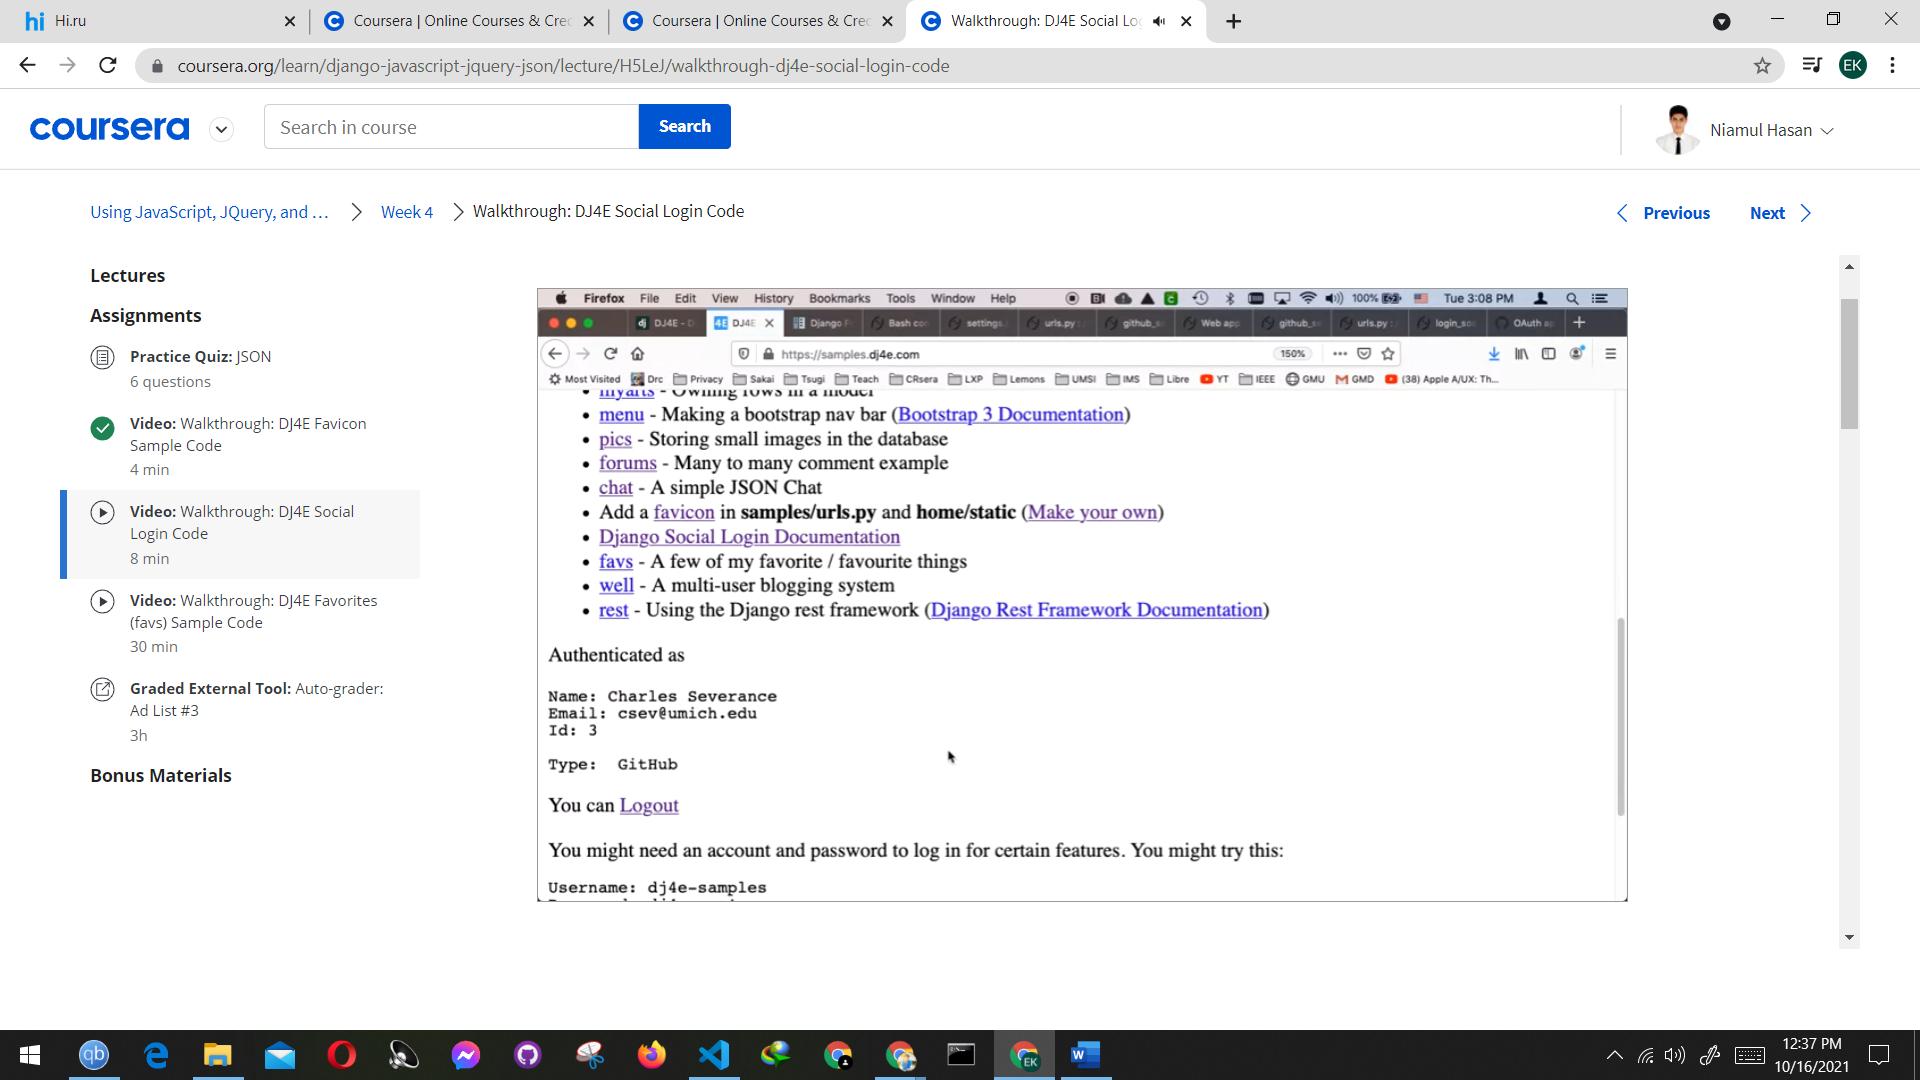 hi Hi.ru
Coursera | Online Courses & Cre
Coursera | Online Courses & Cre
Walkthrough: DJ4E Social Lo
coursera.org/learn/django-javascript-jquery-json/lecture/H5LeJ/walkthrough-dj4e-social-login-code
EK
coursera
Search in course
Search
Niamul Hasan
Using JavaScript, JQuery, and ...
Week 4
Walkthrough: DJ4E Social Login Code
Previous
Next
Lectures
Assignments
Practice Quiz: JSON
6 questions
Video: Walkthrough: DJ4E Favicon
Sample Code
4 min
Video: Walkthrough: DJ4E Social
Login Code
8 min
Video: Walkthrough: DJ4E Favorites
(favs) Sample Code
30 min
Graded External Tool: Auto-grader:
Ad List #3
3h
Bonus Materials
Firefox File Edit View History Bookmarks Tools Window Help
100%
Tue 3:08 PM
dj DJ4E - D
4E DJ4E
Django
Bash co
settings.
urls.py
github_s
Web app
github_s
urls.py
login_so
OAuth a
https://samples.dj4e.com
150%
Most Visited Drc Privacy Sakai Tsugi Teach CRsera LXP Lemons UMSI IMS Libre YT IEEE GMU GMD (38) Apple A/UX: Th...
myarts - Owning rows in a model
• menu - Making a bootstrap nav bar (Bootstrap 3 Documentation)
• pics - Storing small images in the database
• forums - Many to many comment example
• chat - A simple JSON Chat
• Add a favicon in samples/urls.py and home/static (Make your own)
• Django Social Login Documentation
• favs - A few of my favorite / favourite things
• well - A multi-user blogging system
• rest - Using the Django rest framework (Django Rest Framework Documentation)
Authenticated as
Name: Charles Severance
Email: csev@umich.edu
Id: 3
Type: GitHub
You can Logout
You might need an account and password to log in for certain features. You might try this:
Username: dj4e-samples
qb
EK
W
12:37 PM
10/16/2021